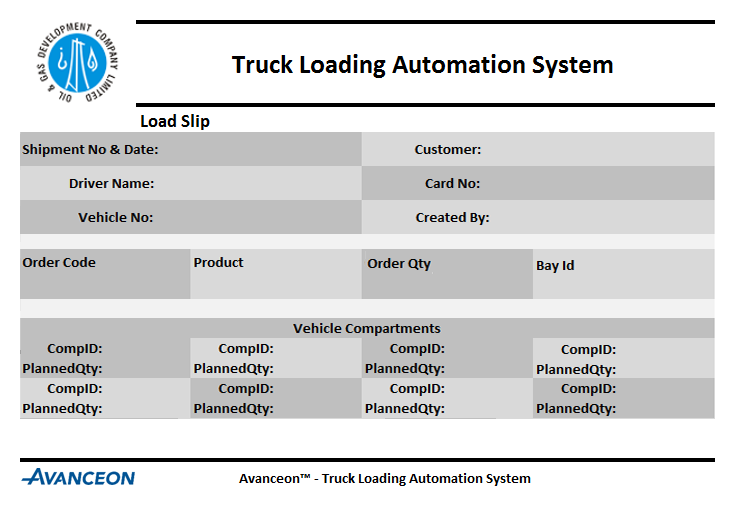 OIL & GAS DEVELOPMENT COMPANY LIMITED
Truck Loading Automation System
Load Slip
Shipment No & Date: Customer:
Driver Name: Card No:
Vehicle No: Created By:
Order Code Product Order Qty Bay Id
Vehicle Compartments
CompID: CompID: CompID: CompID:
PlannedQty: PlannedQty: PlannedQty: PlannedQty:
CompID: CompID: CompID: CompID:
PlannedQty: PlannedQty: PlannedQty: PlannedQty:
AVANCEON Avanceon™ - Truck Loading Automation System